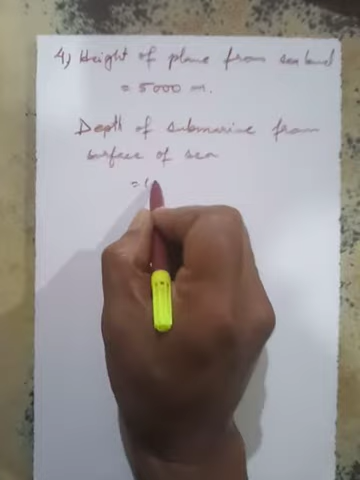 4) Height of plane from sea level
= 5000 m.
Depth of submarine from
surface of sea
= (